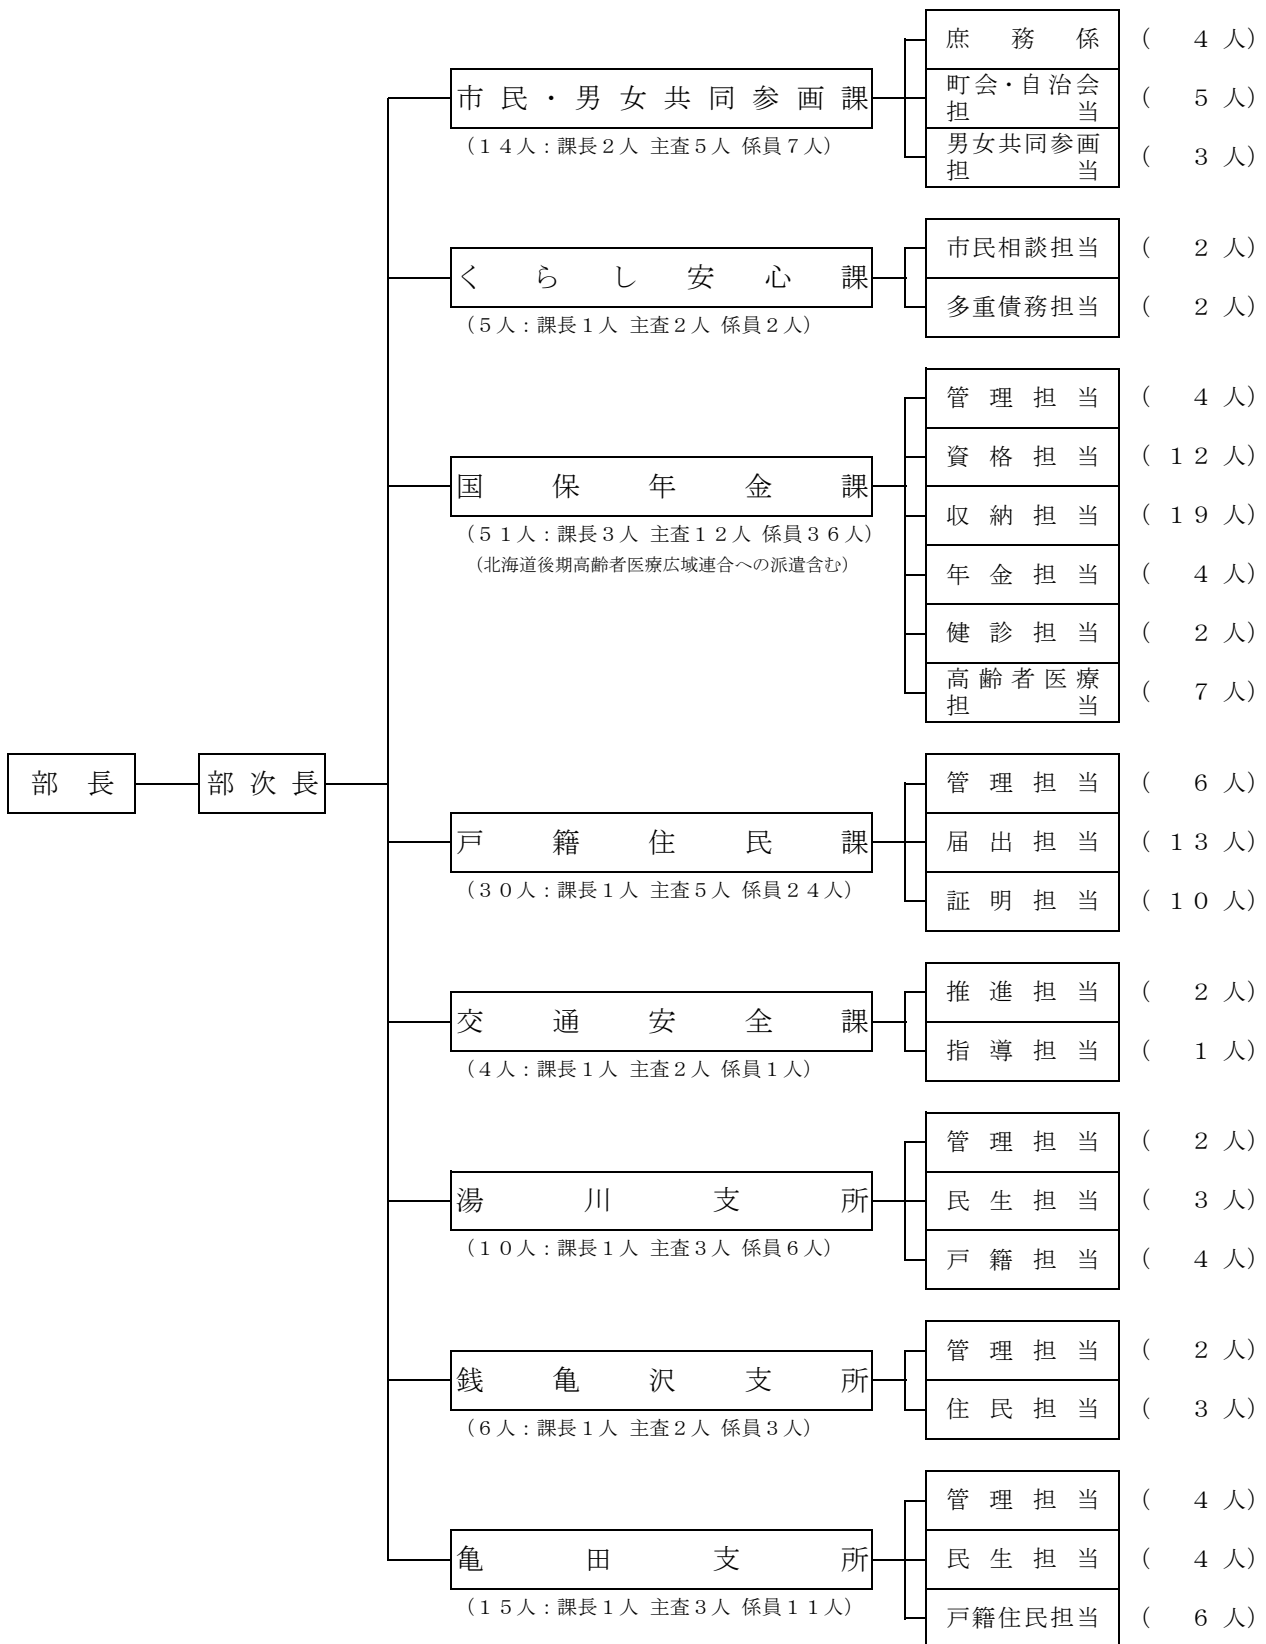 部長
部次長
市民・男女共同参画課
（１４人：課長２人 主査５人 係員７人）
庶務係 （ ４人）
町会・自治会
担当 （ ５人）
男女共同参画
担当 （ ３人）
くらし安心課
（５人：課長１人 主査２人 係員２人）
市民相談担当 （ ２人）
多重債務担当 （ ２人）
国保年金課
（５１人：課長３人 主査１２人 係員３６人）
（北海道後期高齢者医療広域連合への派遣含む）
管理担当 （ ４人）
資格担当 （１２人）
収納担当 （１９人）
年金担当 （ ４人）
健診担当 （ ２人）
高齢者医療
担当 （ ７人）
戸籍住民課
（３０人：課長１人 主査５人 係員２４人）
管理担当 （ ６人）
届出担当 （１３人）
証明担当 （１０人）
交通安全課
（４人：課長１人 主査２人 係員１人）
推進担当 （ ２人）
指導担当 （ １人）
湯川支所
（１０人：課長１人 主査３人 係員６人）
管理担当 （ ２人）
民生担当 （ ３人）
戸籍担当 （ ４人）
銭亀沢支所
（６人：課長１人 主査２人 係員３人）
管理担当 （ ２人）
住民担当 （ ３人）
亀田支所
（１５人：課長１人 主査３人 係員１１人）
管理担当 （ ４人）
民生担当 （ ４人）
戸籍住民担当 （ ６人）